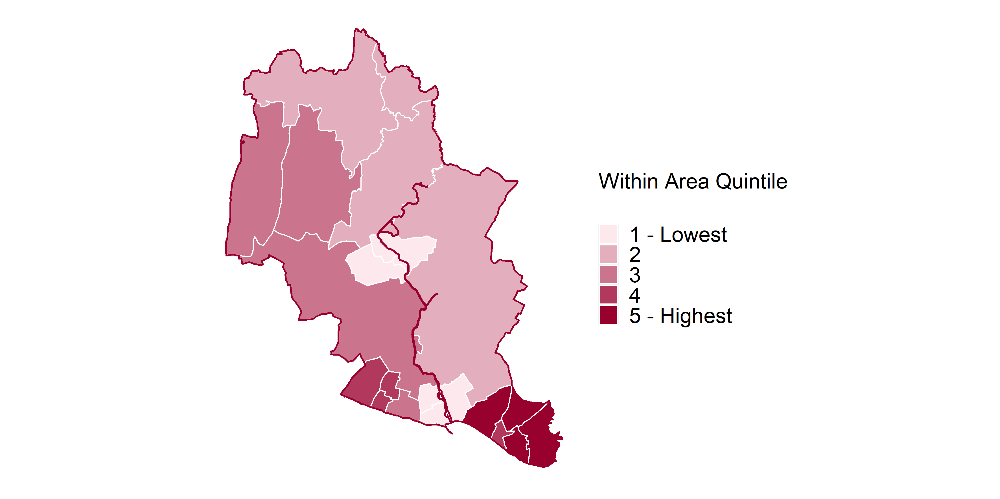 Within Area Quintile
1 - Lowest
2
3
4
5 - Highest